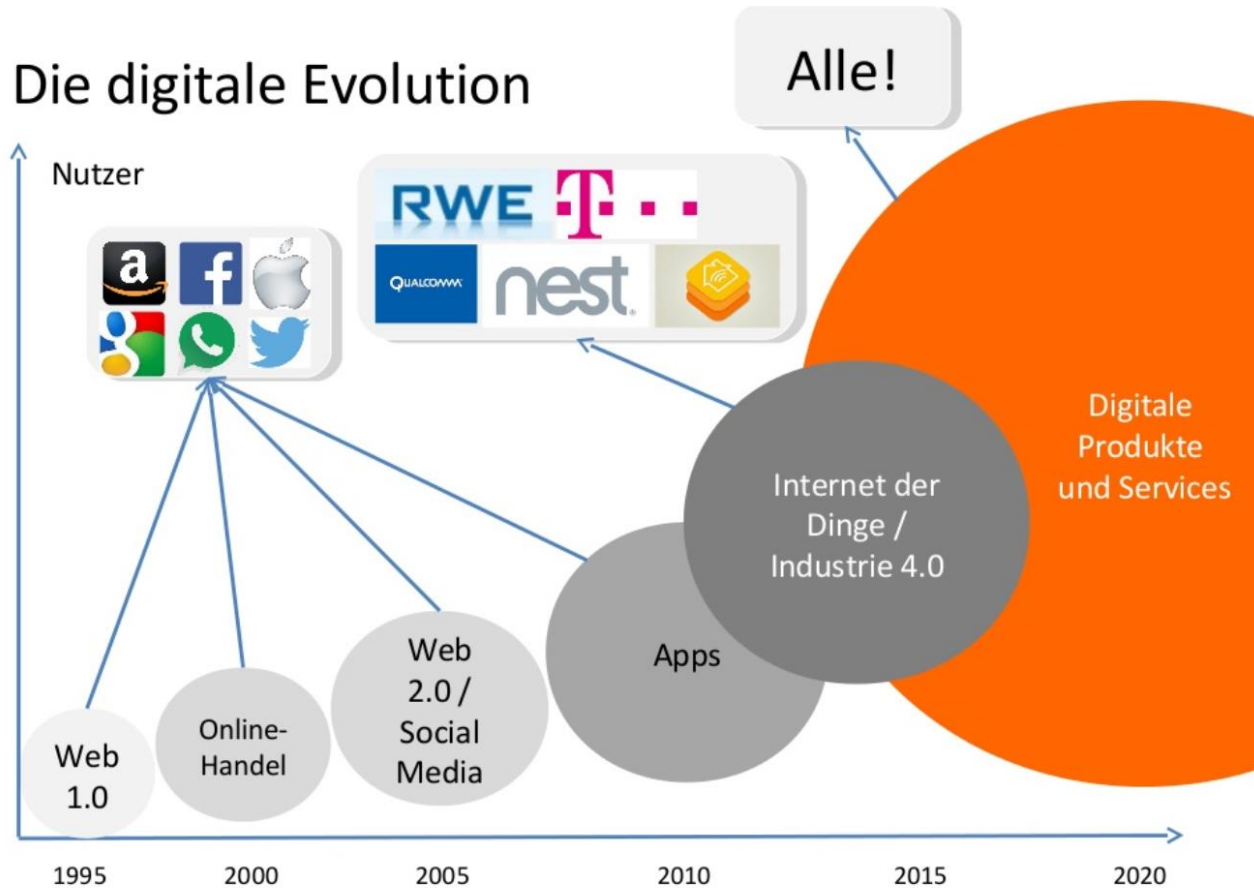 Die digitale Evolution
Alle!
Nutzer
RWE
T
a
f
QUALCOMM
nest
g
Digitale
Produkte
und Services
Internet der
Dinge /
Industrie 4.0
Apps
Web
2.0 /
Social
Media
Online-
Handel
Web
1.0
1995 2000 2005 2010 2015 2020